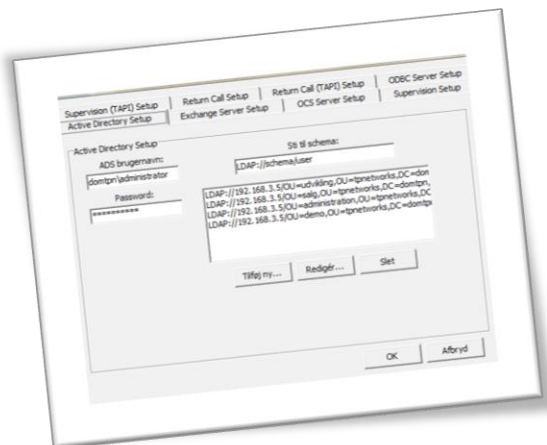 Supervision (TAPI) Setup
Return Call Setup
Return Call (TAPI) Setup
ODBC Server Setup
Active Directory Setup
Exchange Server Setup
OCS Server Setup
Supervision Setup
Active Directory Setup
ADS brugernavn:
domtpn\administrator
Password:
**********
Sti til schema:
LDAP://schema/user
LDAP://192.168.3.5/OU=udvikling,OU=tpnetworks,DC=dom
LDAP://192.168.3.5/OU=salg,OU=tpnetworks,DC=domtpn,
LDAP://192.168.3.5/OU=administration,OU=tpnetworks,DC
LDAP://192.168.3.5/OU=demo,OU=tpnetworks,DC=domtp
Tilføj ny...
Redigér...
Slet
OK
Afbryd